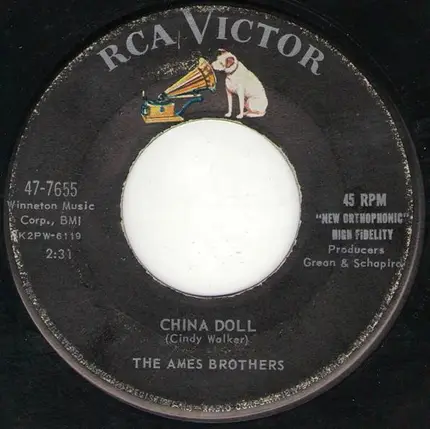 RCA VICTOR
47-7655
Winneton Music
Corp., BMI
K2PW-6119
2:31
45 RPM
"NEW ORTHOPHONIC"
HIGH FIDELITY
Producers
Grean & Schapiro
CHINA DOLL
(Cindy Walker)
THE AMES BROTHERS